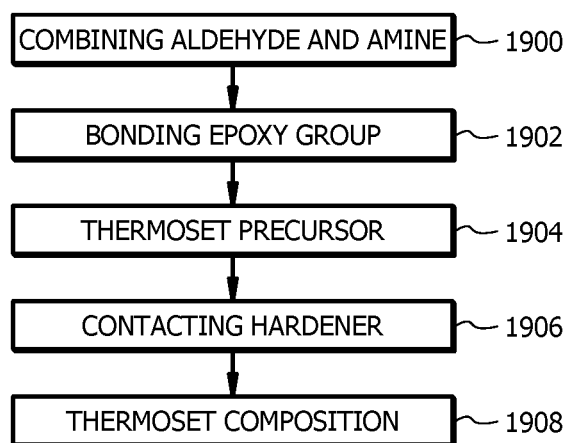 COMBINING ALDEHYDE AND AMINE 1900
BONDING EPOXY GROUP 1902
THERMOSET PRECURSOR 1904
CONTACTING HARDENER 1906
THERMOSET COMPOSITION 1908